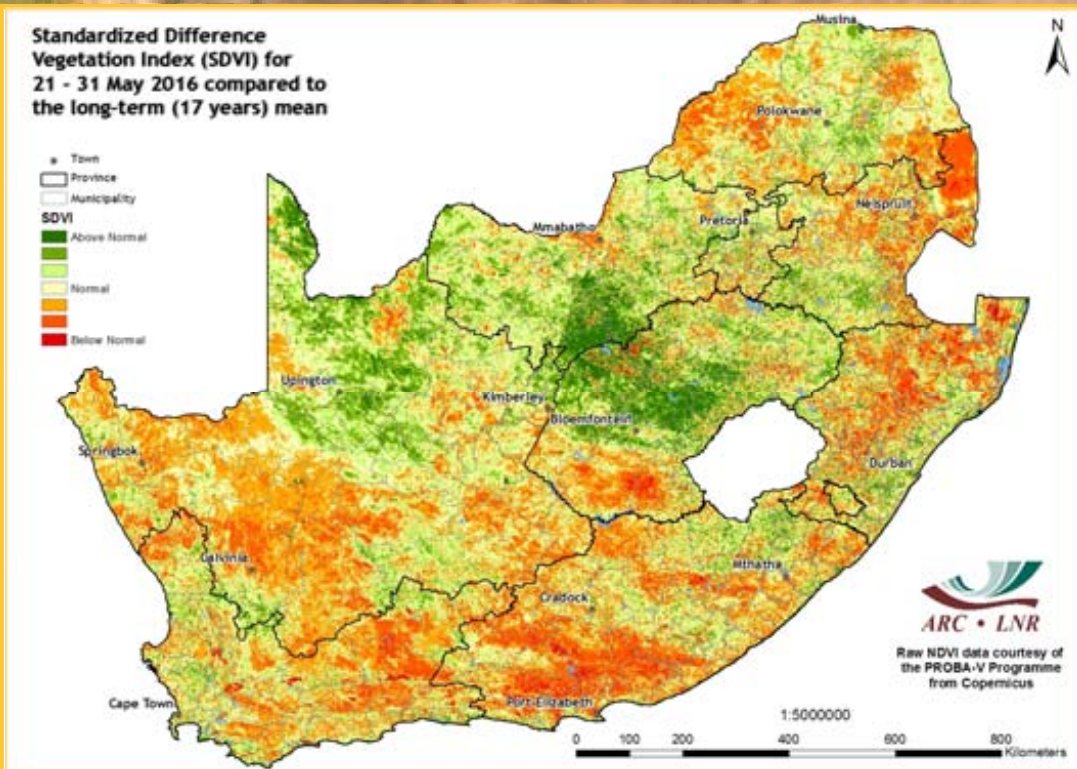 Standardized Difference
Vegetation Index (SDVI) for
21 - 31 May 2016 compared to
the long-term (17 years) mean
N
Town
Province
Municipality
SDVI
Above Normal
Normal
Below Normal
Musina
Polokwane
Nelspruit
Pretoria
Mmabatho
Upington
Kimberley
Bloemfontein
Springbok
Durban
Calvinia
Mthatha
Cradock
Cape Town
Port Elizabeth
ARC • LNR
Raw NDVI data courtesy of
the PROBA-V Programme
from Copernicus
1:5000000
0 100 200 400 600 800
Kilometers